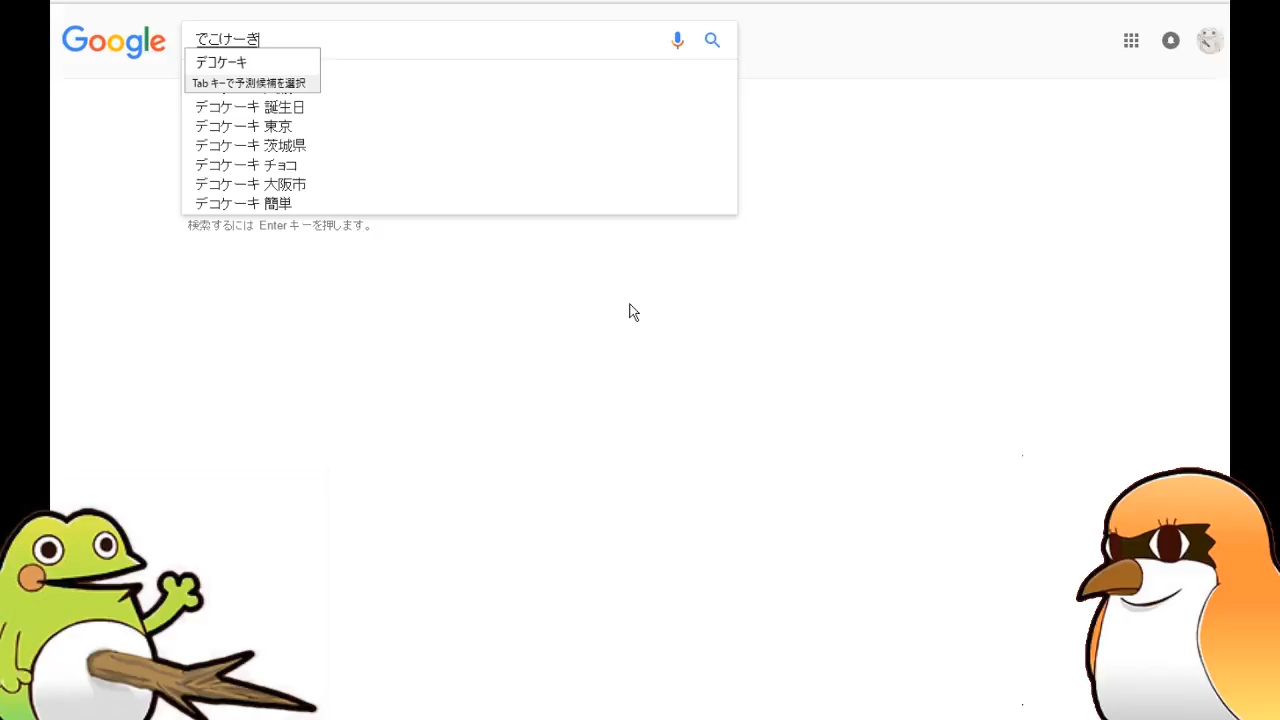 Google
でこけーき
デコケーキ
Tab キーで予測候補を選択
デコケーキ 誕生日
デコケーキ 東京
デコケーキ 茨城県
デコケーキ チョコ
デコケーキ 大阪市
デコケーキ 簡単
検索するには Enter キーを押します。